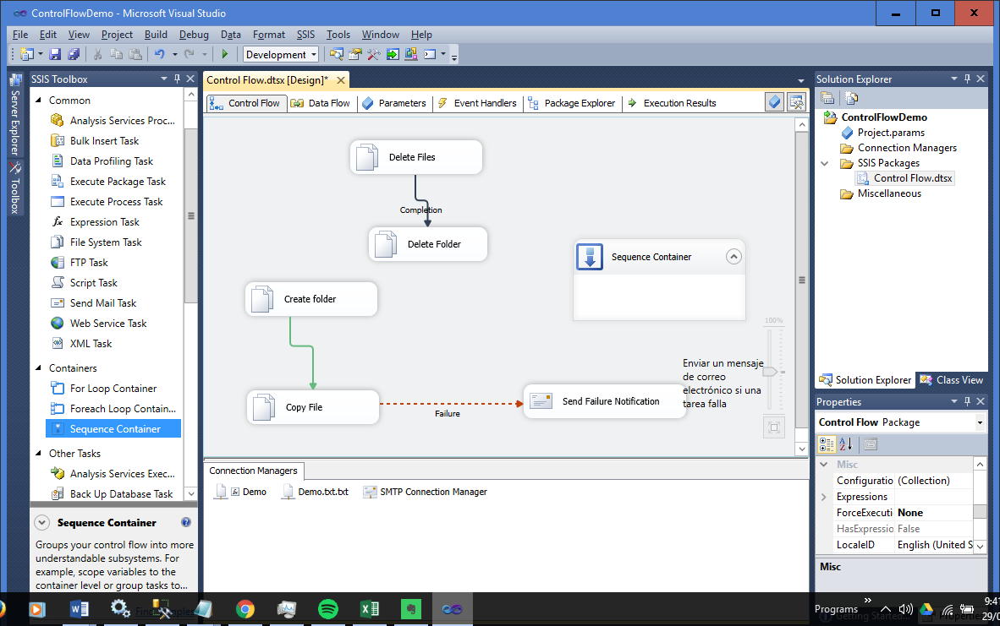 ControlFlowDemo - Microsoft Visual Studio
File Edit View Project Build Debug Data Format SSIS Tools Window Help
Development
Server Explorer
Toolbox
SSIS Toolbox
Common
Analysis Services Proc...
Bulk Insert Task
Data Profiling Task
Execute Package Task
Execute Process Task
Expression Task
File System Task
FTP Task
Script Task
Send Mail Task
Web Service Task
XML Task
Containers
For Loop Container
Foreach Loop Contain...
Sequence Container
Other Tasks
Analysis Services Exec...
Back Up Database Task
Sequence Container
Groups your control flow into more
understandable subsystems. For
example, scope variables to the
container level or group tasks to...
Control Flow.dtsx [Design]*
Control Flow Data Flow Parameters Event Handlers Package Explorer Execution Results
Delete Files
Completion
Delete Folder
Sequence Container
Create folder
100%
Enviar un mensaje
de correo
electrónico si una
tarea falla
Copy File
Failure
Send Failure Notification
Connection Managers
Demo Demo.txt.txt SMTP Connection Manager
Solution Explorer
ControlFlowDemo
Project.params
Connection Managers
SSIS Packages
Control Flow.dtsx
Miscellaneous
Solution Explorer Class View
Properties
Control Flow Package
Misc
Configuratio (Collection)
Expressions
ForceExecuti None
HasExpressio False
LocaleID English (United S
Misc
Programs
9:4
29/0